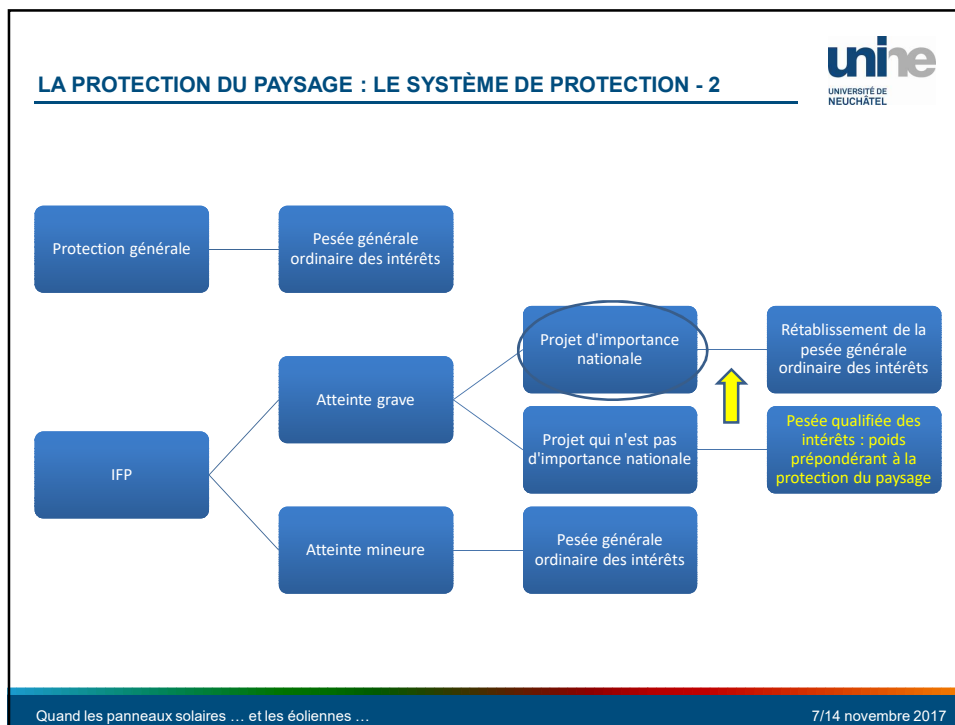 LA PROTECTION DU PAYSAGE : LE SYSTÈME DE PROTECTION - 2
unine
UNIVERSITÉ DE
NEUCHÂTEL
Protection générale
Pesée générale
ordinaire des intérêts
Projet d'importance
nationale
Rétablissement de la
pesée générale
ordinaire des intérêts
Atteinte grave
Projet qui n'est pas
d'importance nationale
Pesée qualifiée des
intérêts : poids
prépondérant à la
protection du paysage
IFP
Atteinte mineure
Pesée générale
ordinaire des intérêts
Quand les panneaux solaires … et les éoliennes …
7/14 novembre 2017